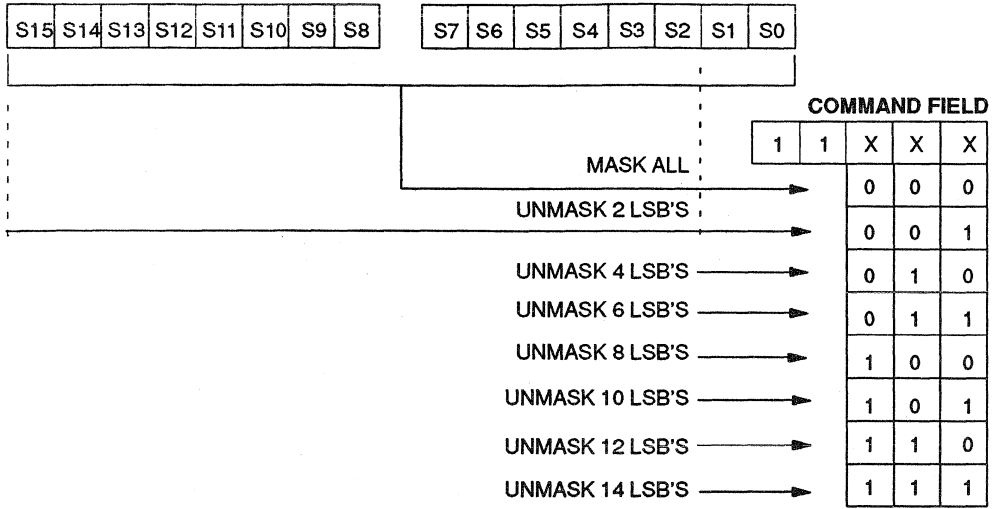 S15 S14 S13 S12 S11 S10 S9 S8 S7 S6 S5 S4 S3 S2 S1 S0
COMMAND FIELD
1 1 X X X
MASK ALL 0 0 0
UNMASK 2 LSB'S 0 0 1
UNMASK 4 LSB'S 0 1 0
UNMASK 6 LSB'S 0 1 1
UNMASK 8 LSB'S 1 0 0
UNMASK 10 LSB'S 1 0 1
UNMASK 12 LSB'S 1 1 0
UNMASK 14 LSB'S 1 1 1